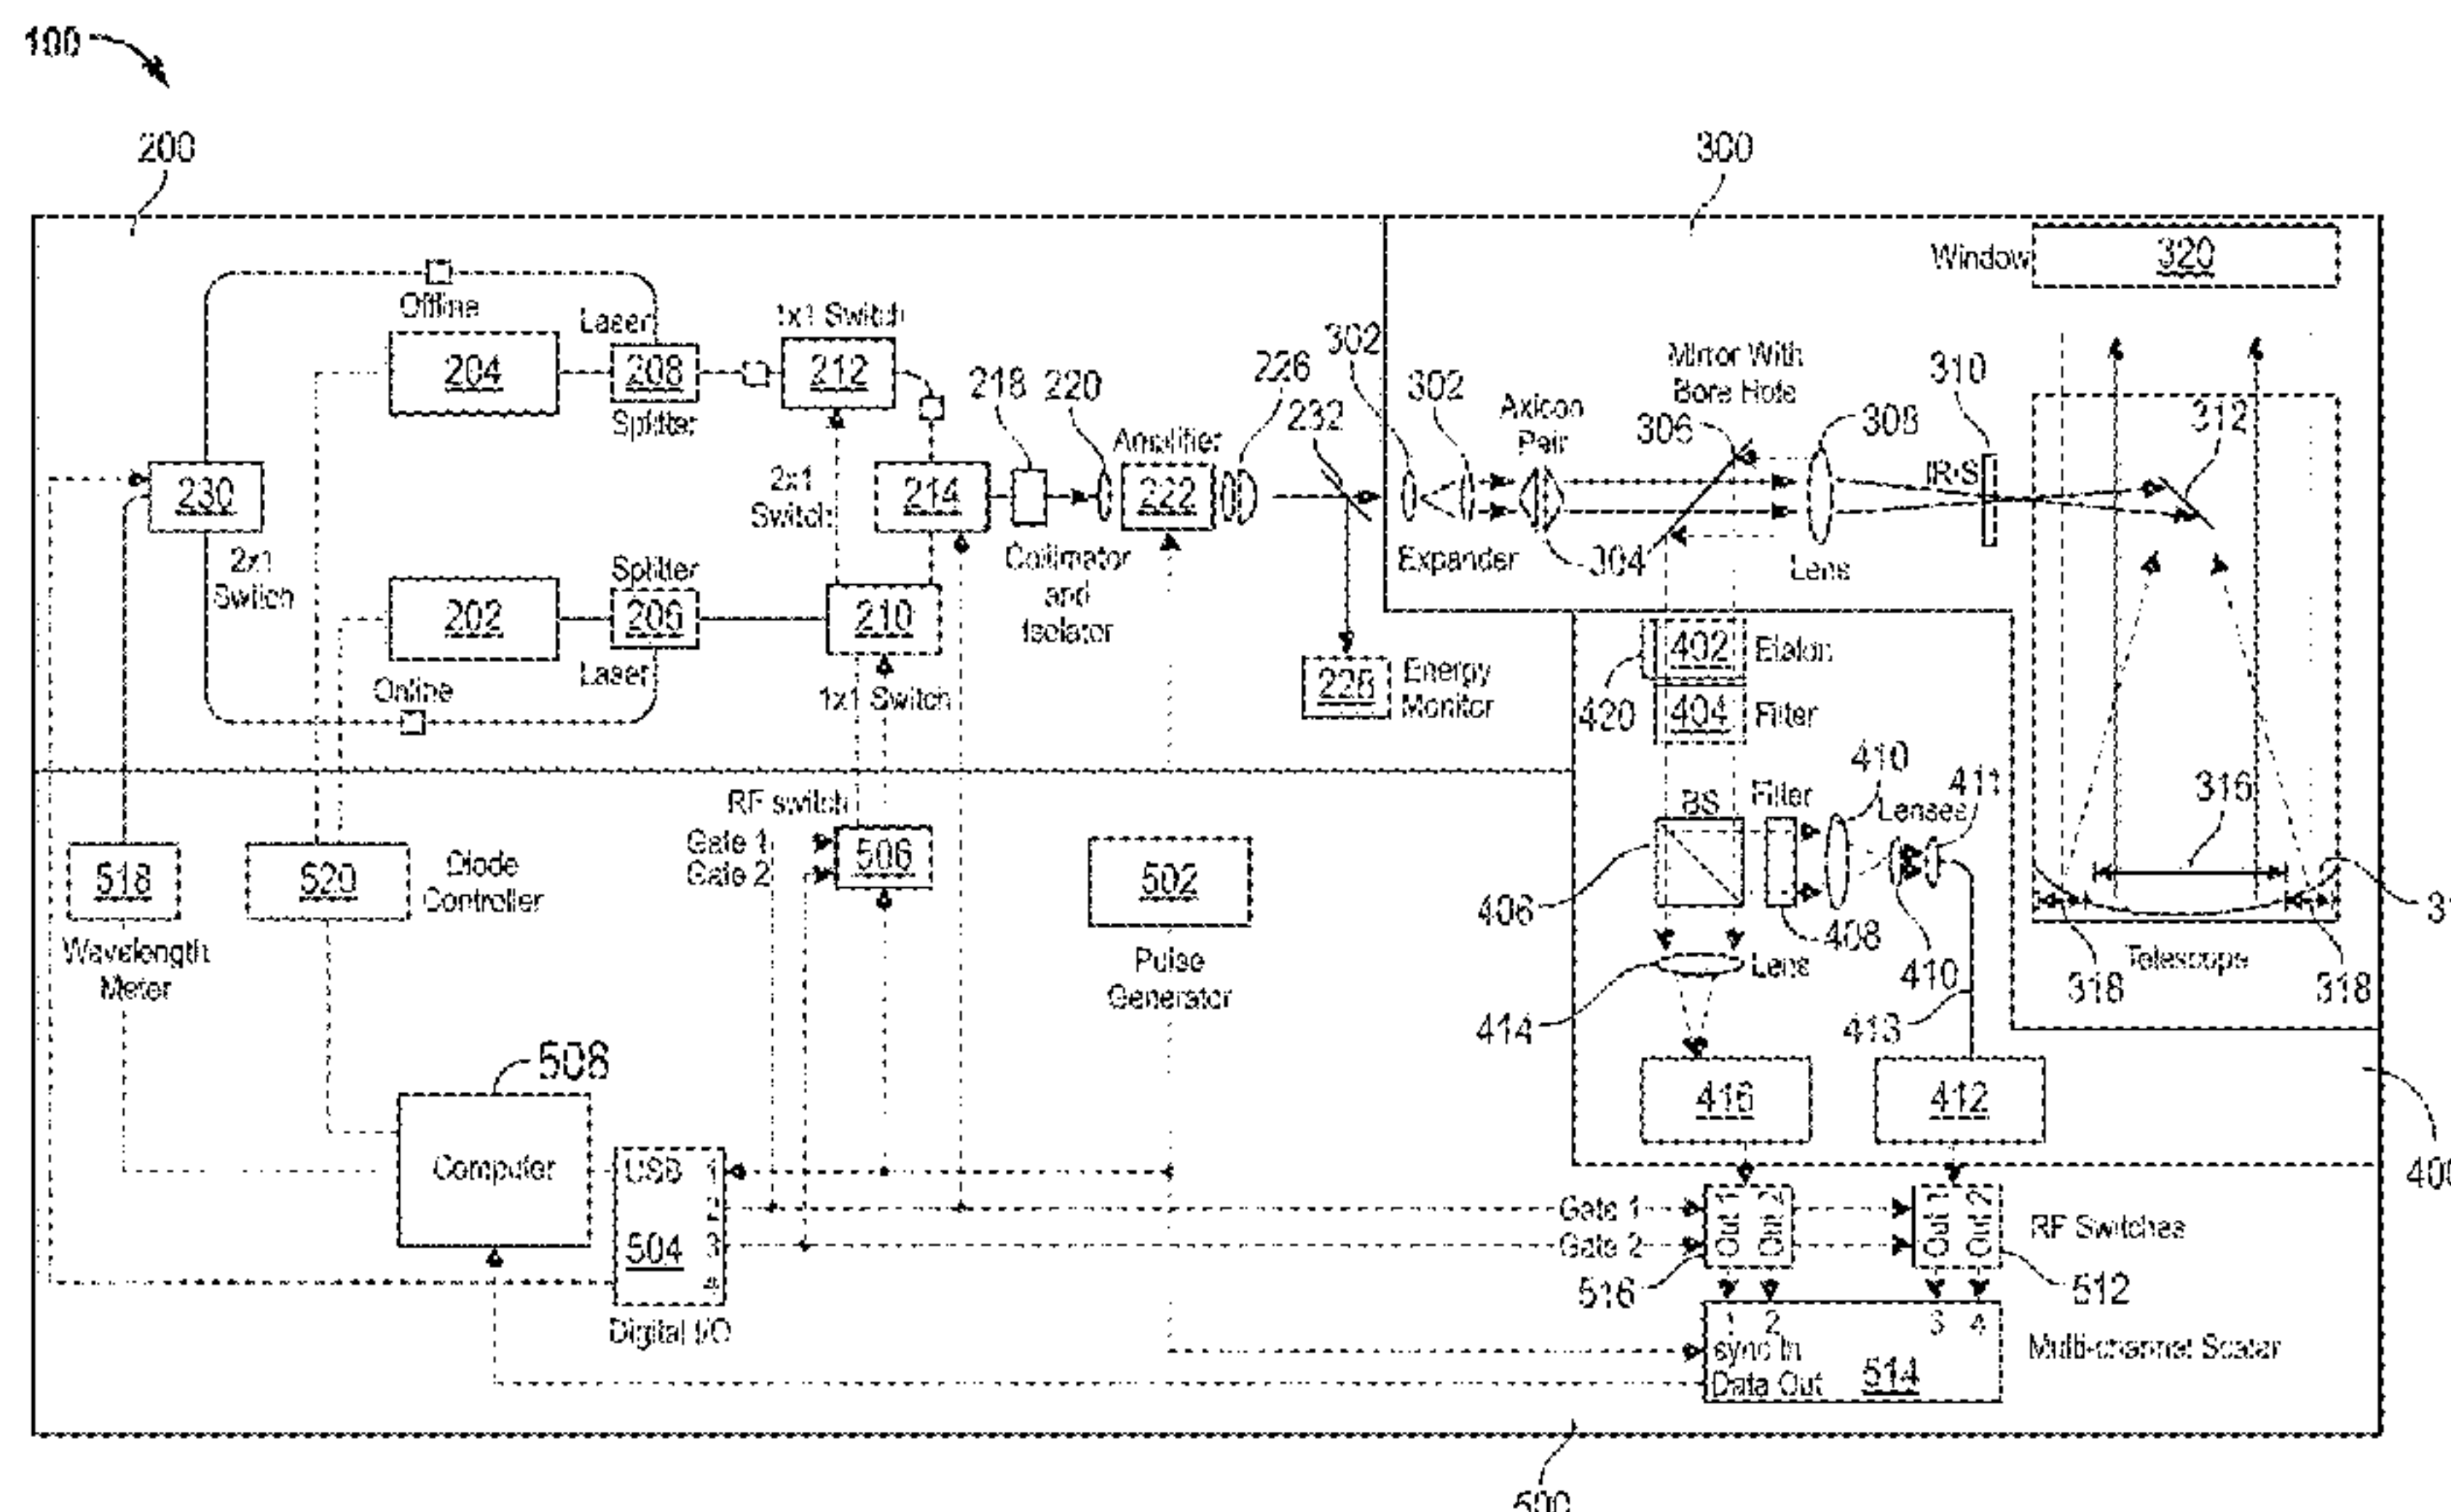 100
200
300
Window 320
Offline
Laser
1x1 Switch
204
208
212
Splitter
218
220
226
232
302
302
Axicon
Pair
Mirror With
Bore Hole
306
308
310
312
Amplifier
230
2x1
Switch
2x1
Switch
214
222
IR
Expander
304
Lens
Collimator
and
Isolator
Splitter
202
206
210
Laser
Online
1x1 Switch
228
Energy
Monitor
402
Etalon
420
404
Filter
RF switch
Gate 1
Gate 2
506
518
520
Diode
Controller
502
Wavelength
Meter
Pulse
Generator
BS
Filter
410
Lenses
411
316
406
408
410
414
Lens
413
Telescope
318
318
416
412
400
508
Computer
USB
1
2
3
4
504
Digital I/O
Gate 1
Gate 2
Out 1
Out 2
Out 1
Out 2
RF Switches
516
512
1 2 3 4
sync In
Data Out
514
Multi-channel Scaler
500